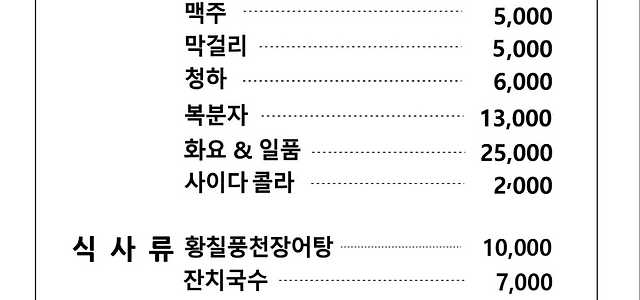 맥주 5,000
막걸리 5,000
청하 6,000
복분자 13,000
화요 & 일품 25,000
사이다 콜라 2,000
식 사 류 황칠풍천장어탕 10,000
잔치국수 7,000